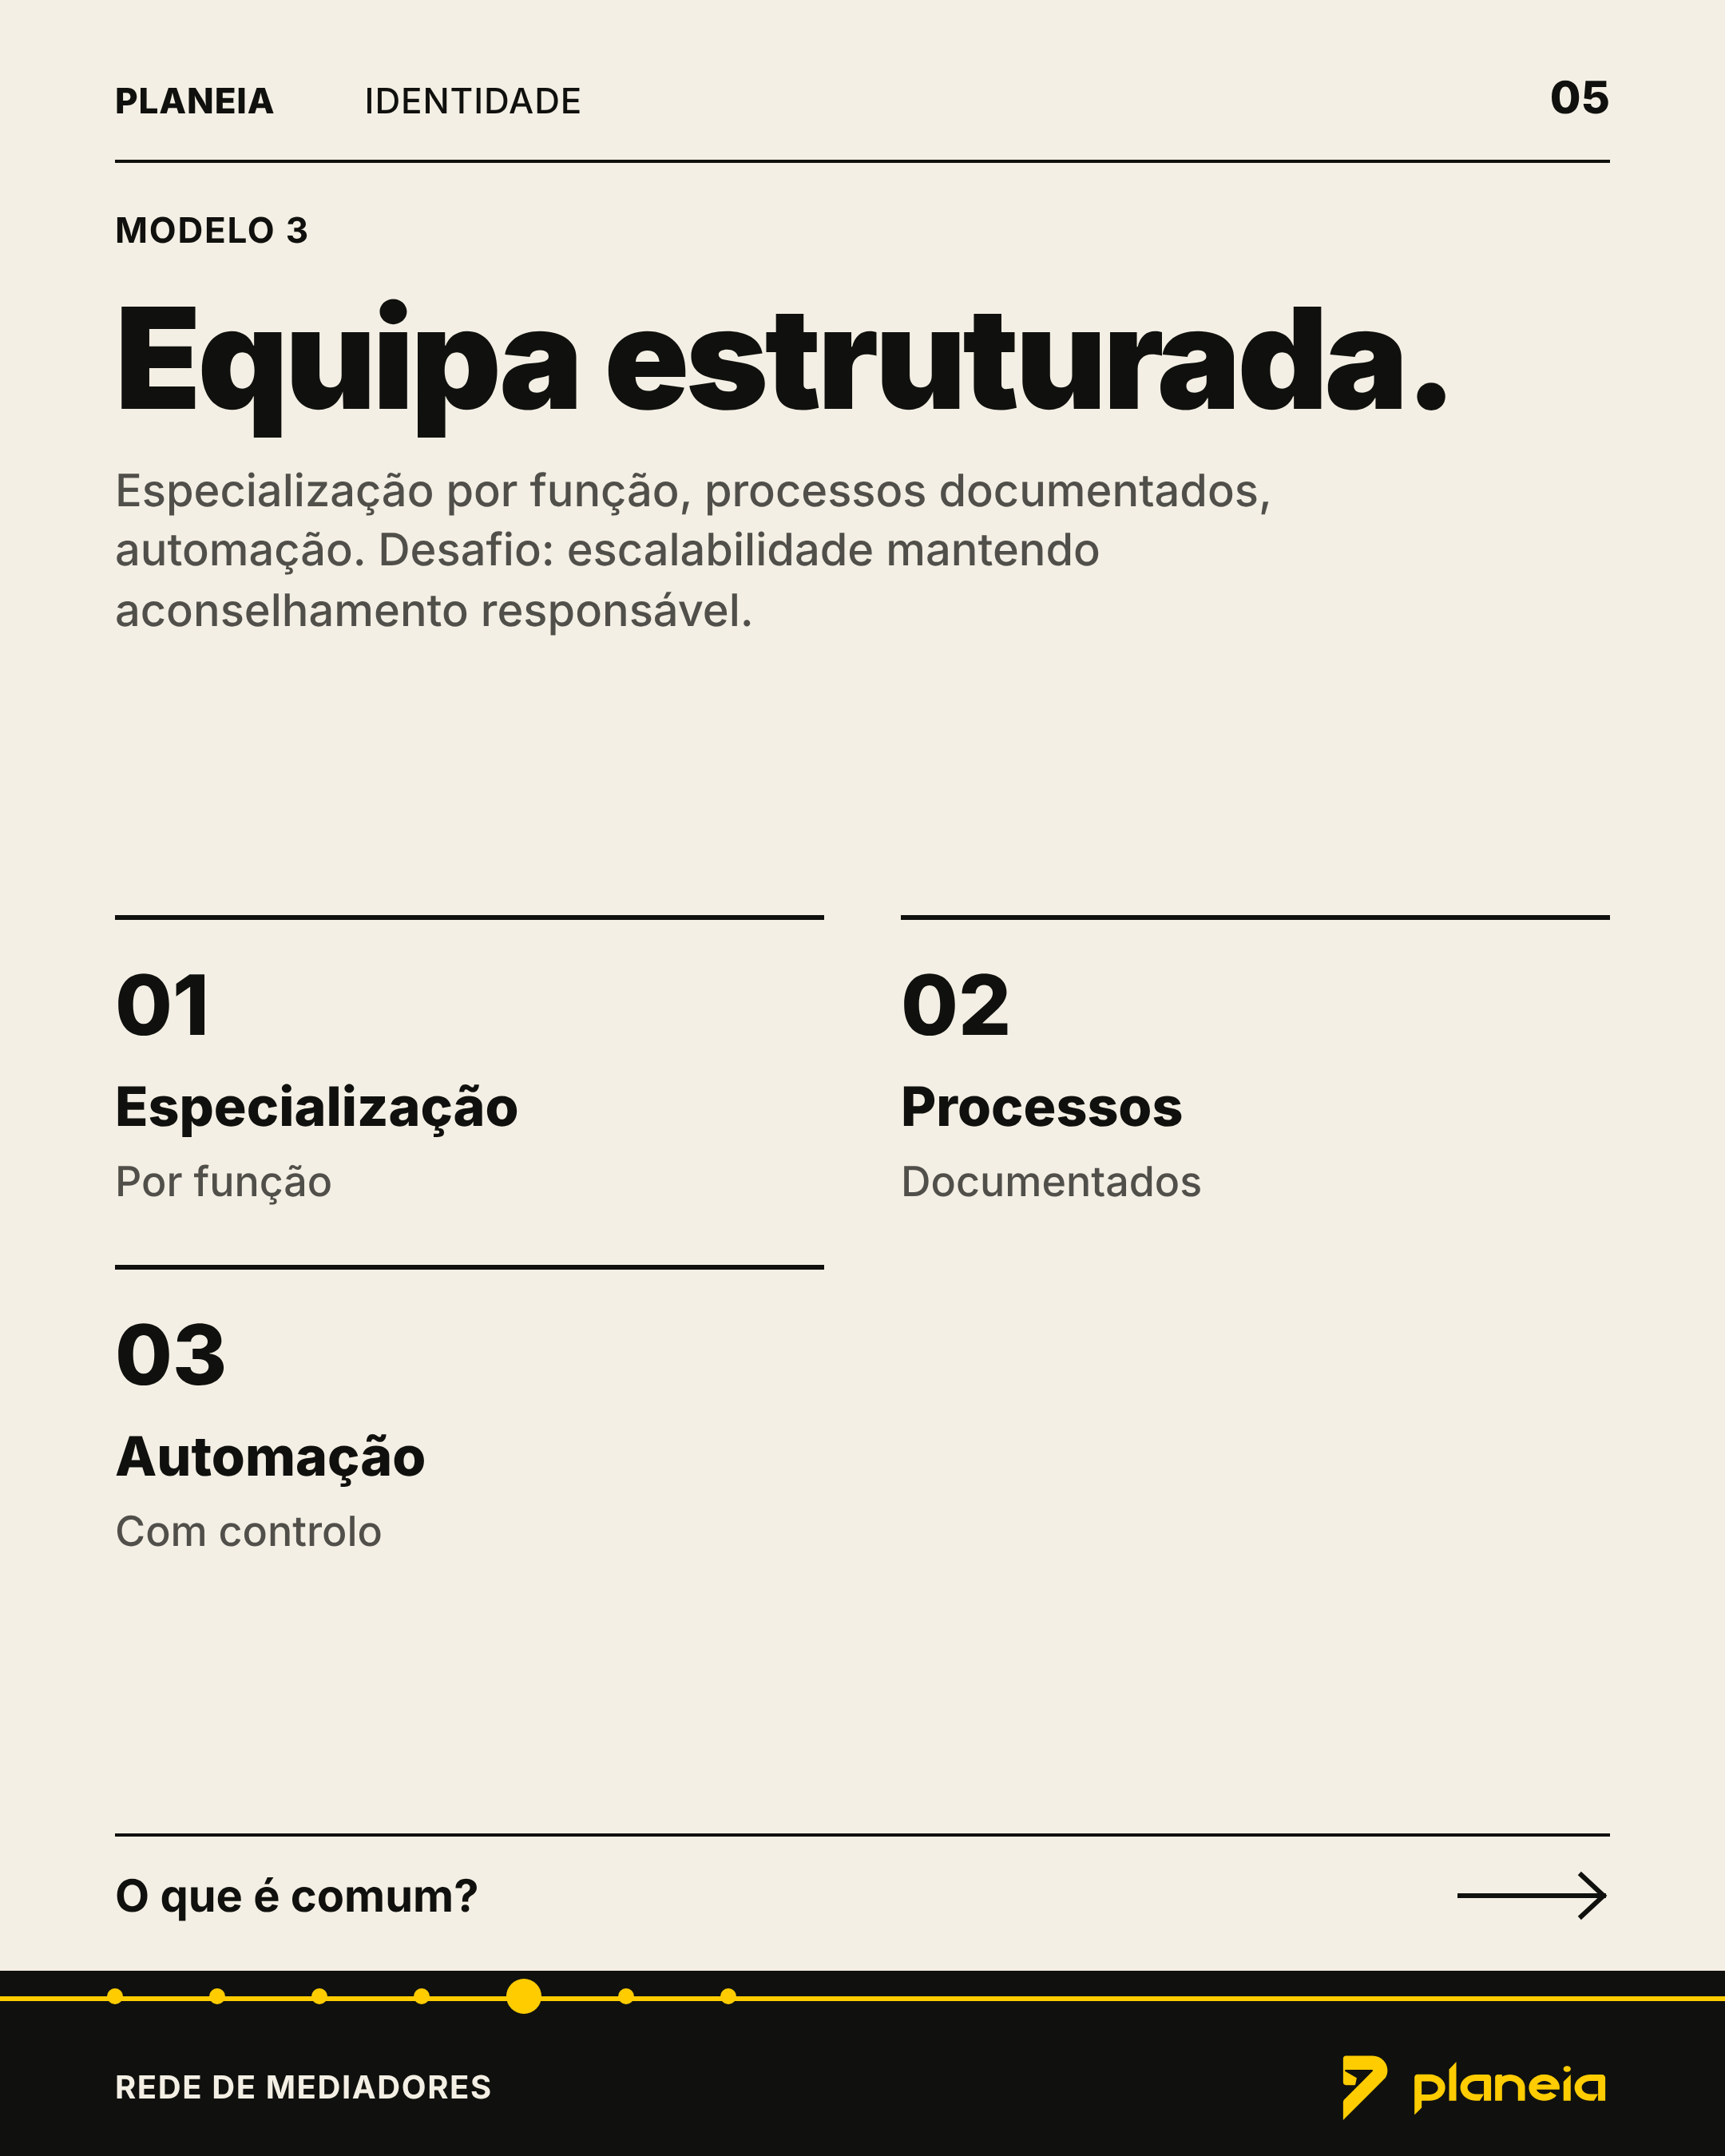 PLANEIA IDENTIDADE 05
MODELO 3
Equipa estruturada.
Especialização por função, processos documentados,
automação. Desafio: escalabilidade mantendo
aconselhamento responsável.
01
Especialização
Por função
02
Processos
Documentados
03
Automação
Com controlo
O que é comum?
REDE DE MEDIADORES
planeia